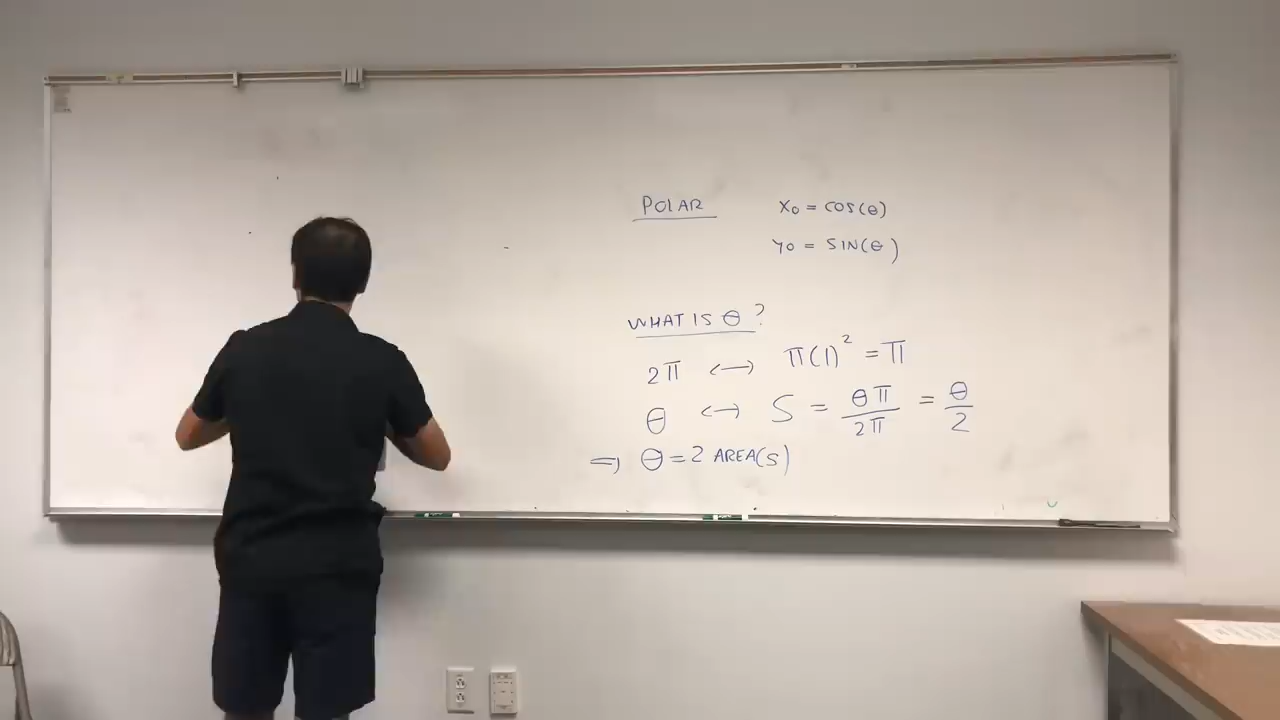 POLAR X0 = COS(θ)
Y0 = SIN(θ)
WHAT IS θ ?
2π <—> π(1)² = π
θ <—> S = θπ/2π = θ/2
=> θ = 2 AREA(S)